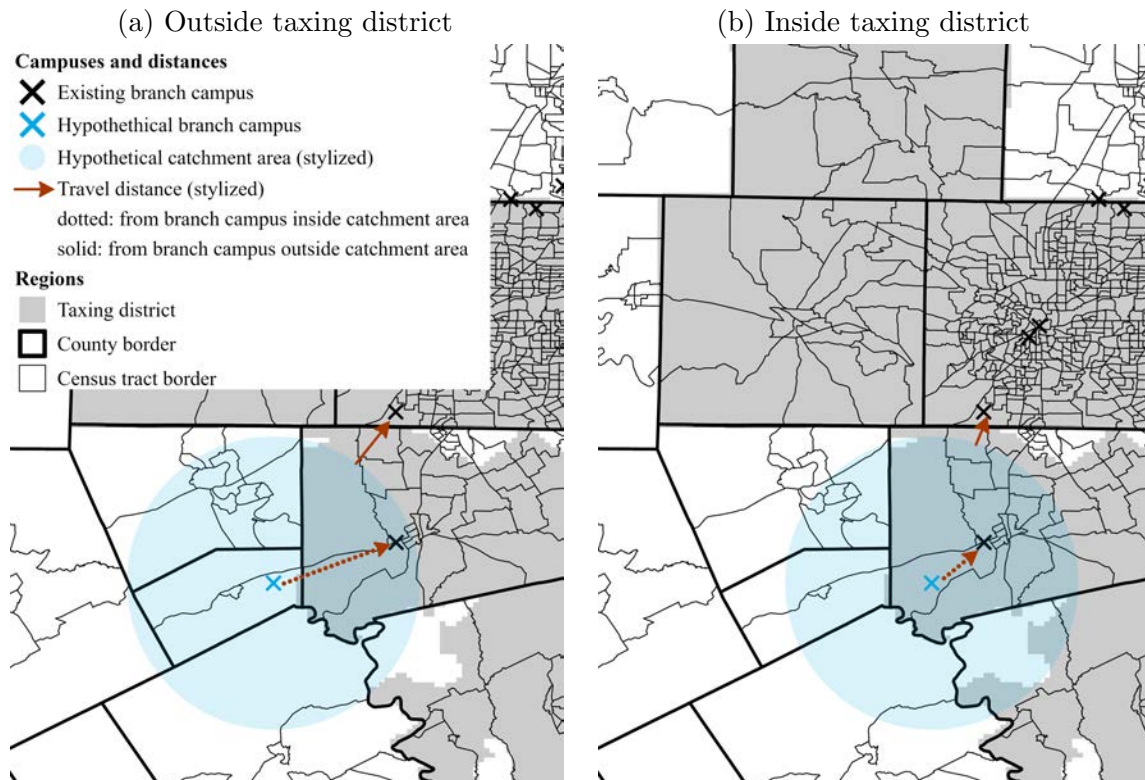 (a) Outside taxing district
(b) Inside taxing district
Campuses and distances
Existing branch campus
Hypothethical branch campus
Hypothetical catchment area (stylized)
Travel distance (stylized)
dotted: from branch campus inside catchment area
solid: from branch campus outside catchment area
Regions
Taxing district
County border
Census tract border